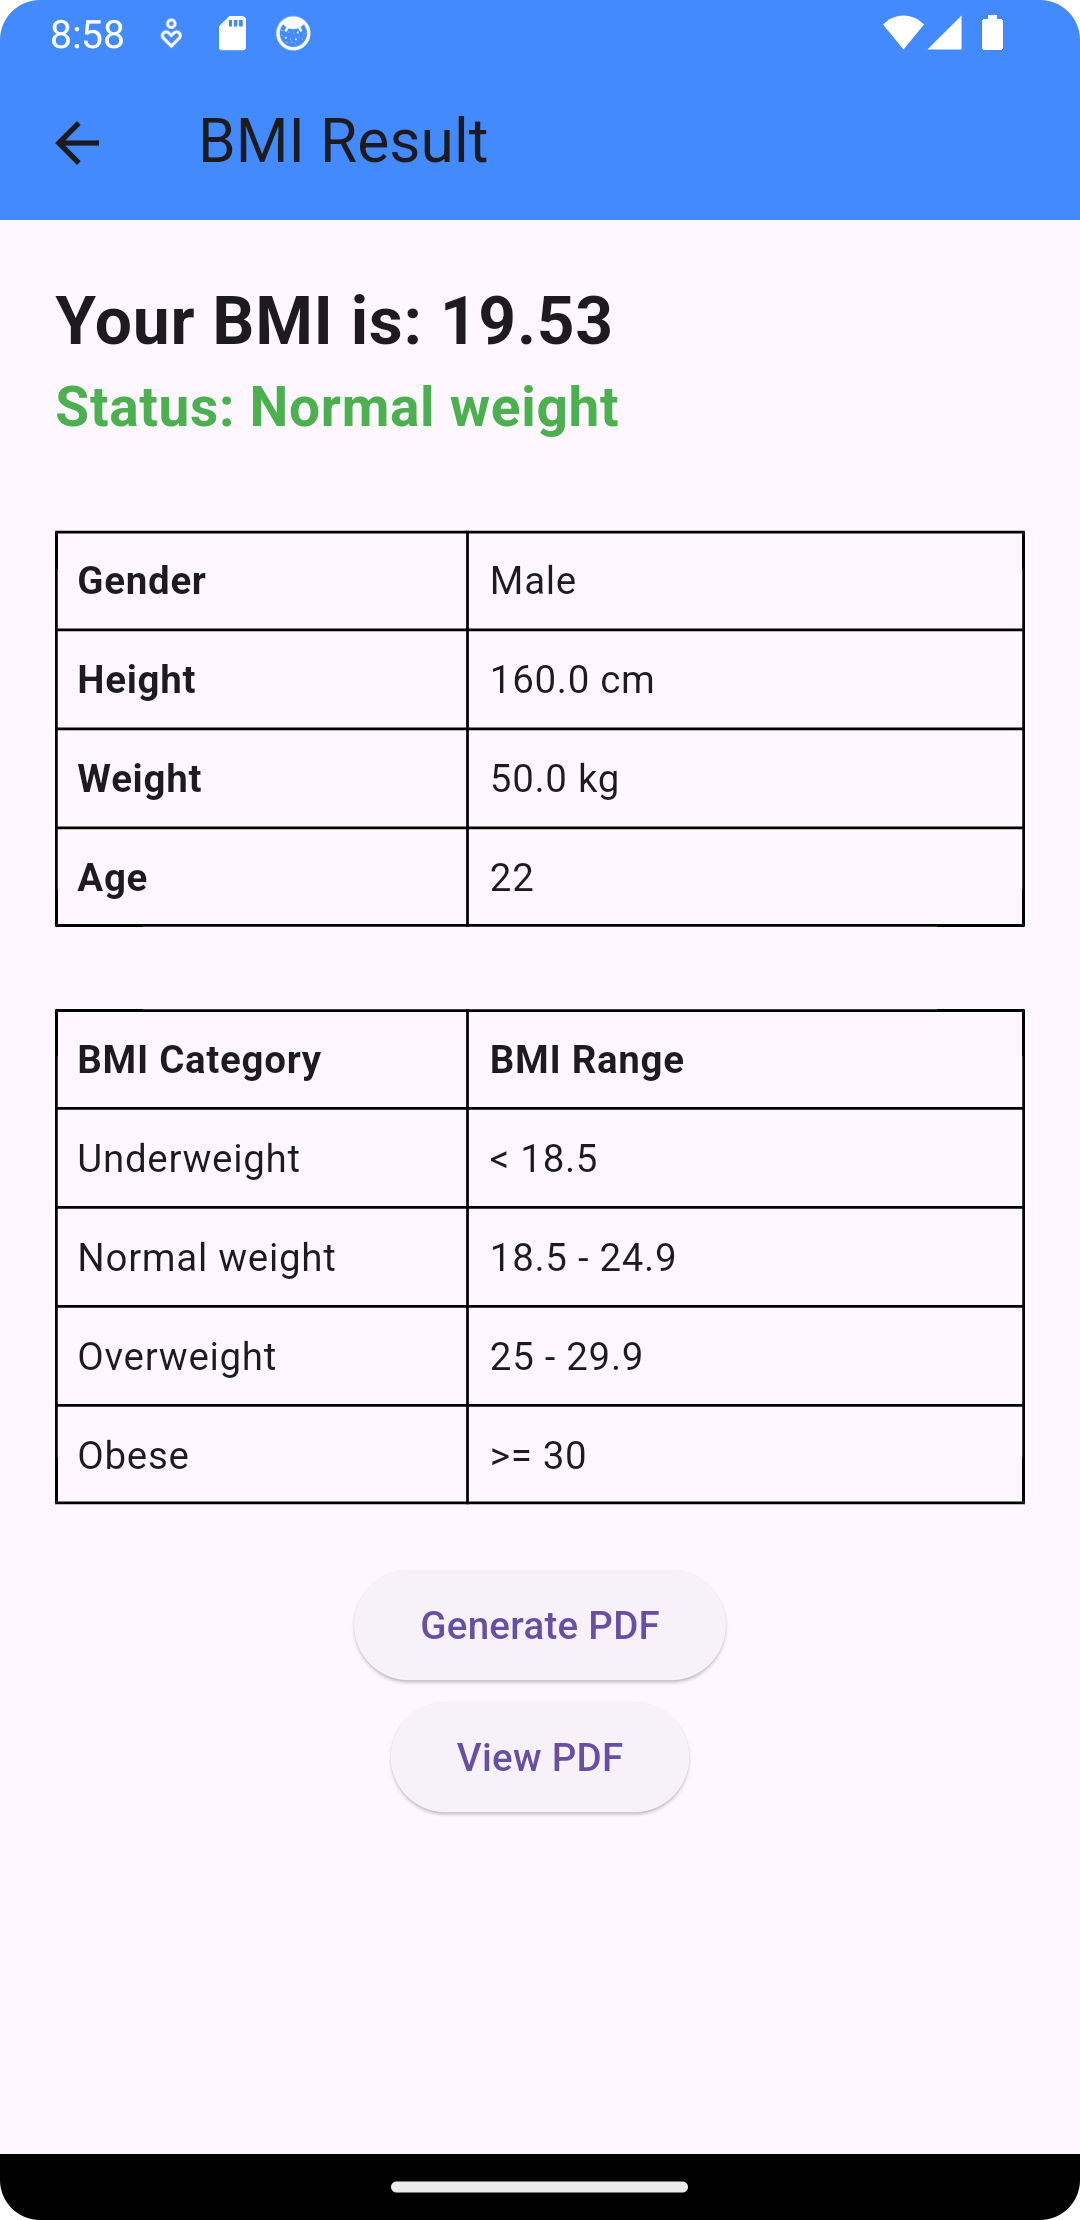 8:58
BMI Result
Your BMI is: 19.53
Status: Normal weight
Gender Male
Height 160.0 cm
Weight 50.0 kg
Age 22
BMI Category BMI Range
Underweight < 18.5
Normal weight 18.5 - 24.9
Overweight 25 - 29.9
Obese >= 30
Generate PDF
View PDF